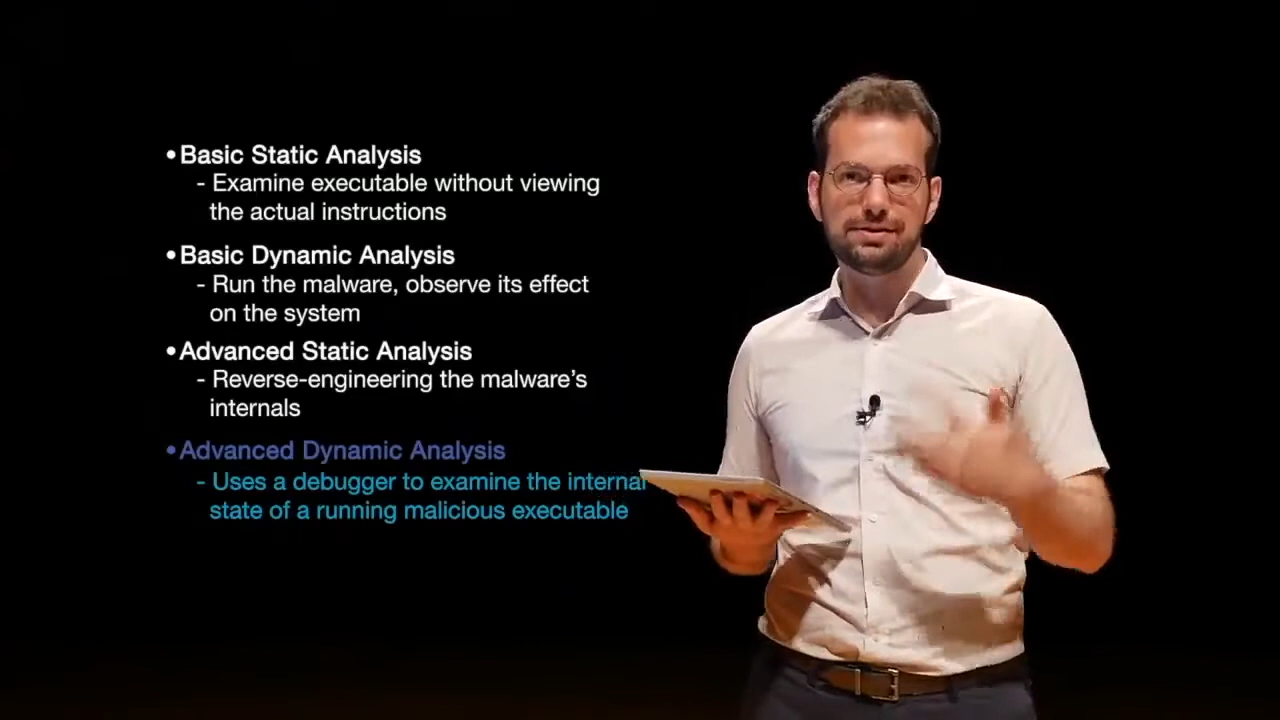 •Basic Static Analysis
- Examine executable without viewing
the actual instructions
•Basic Dynamic Analysis
- Run the malware, observe its effect
on the system
•Advanced Static Analysis
- Reverse-engineering the malware's
internals
•Advanced Dynamic Analysis
- Uses a debugger to examine the internal
state of a running malicious executable